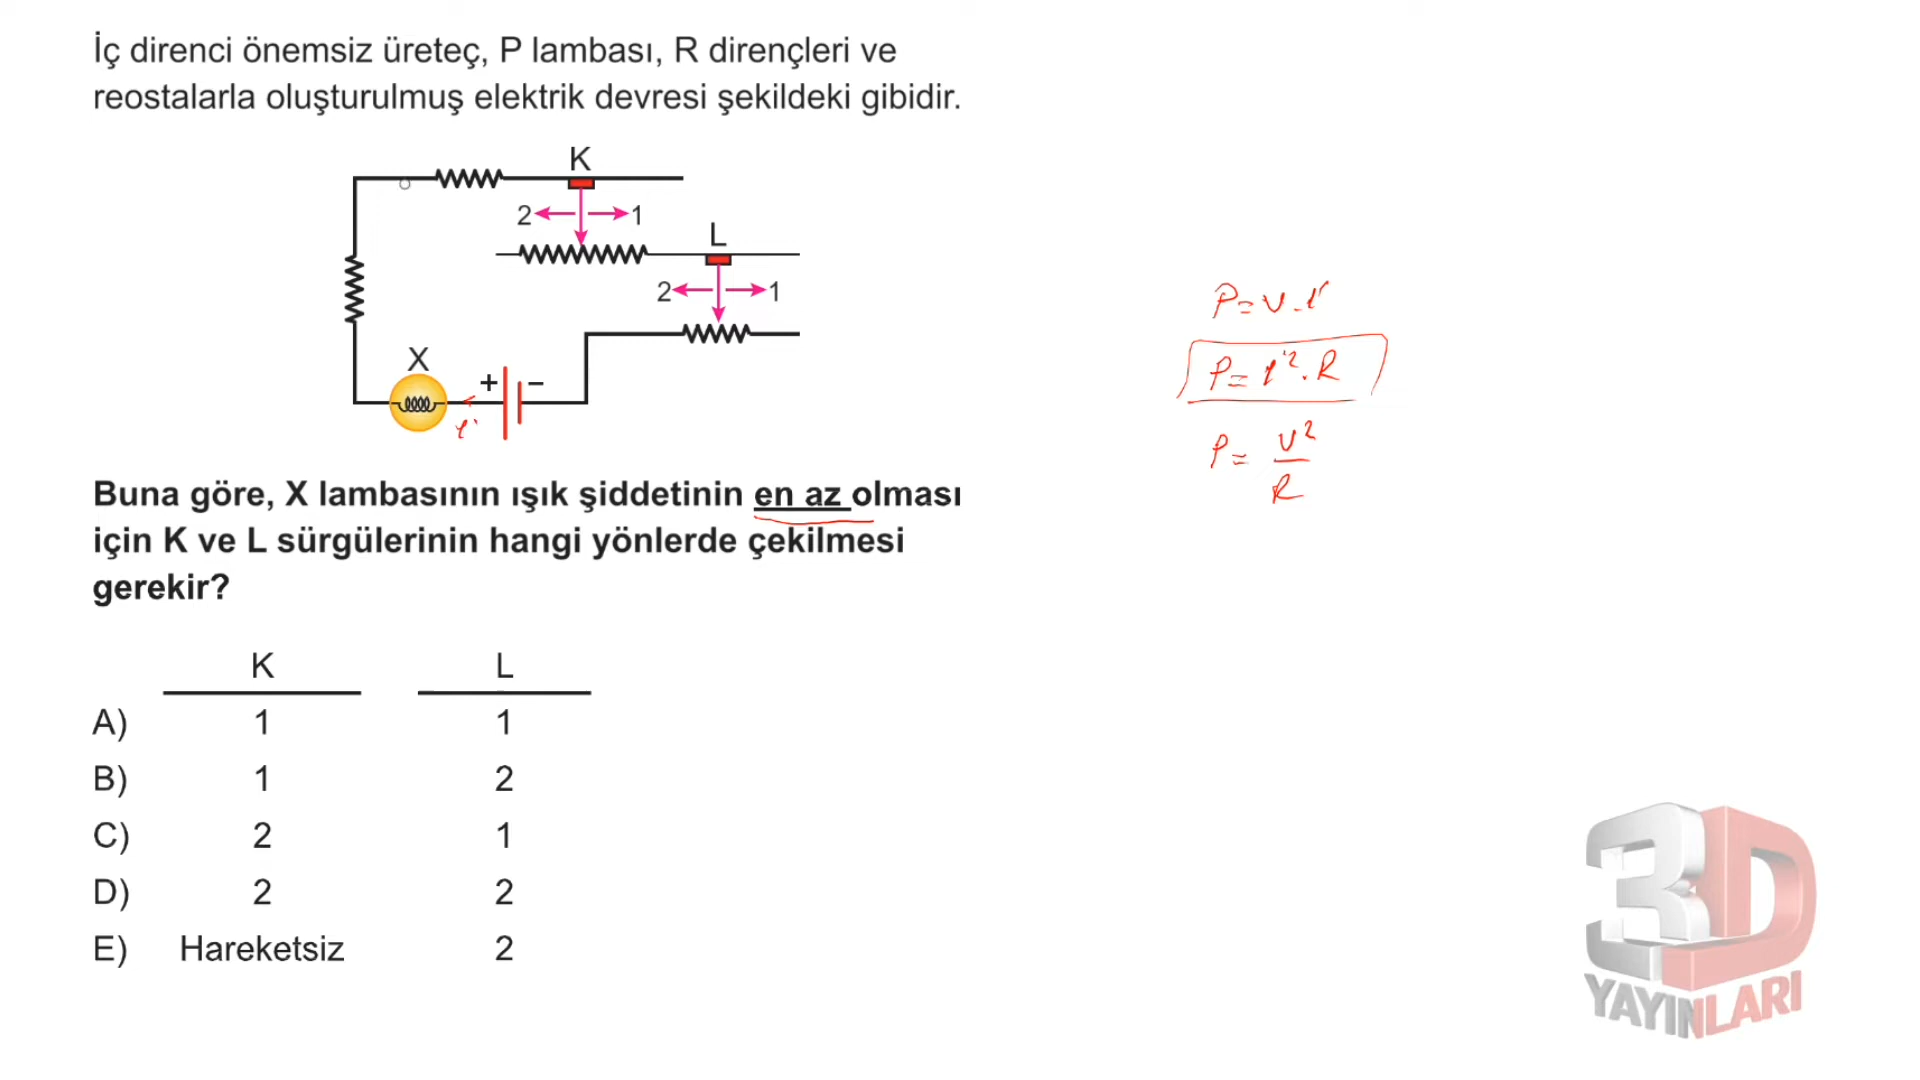 İç direnci önemsiz üreteç, P lambası, R dirençleri ve
reostalarla oluşturulmuş elektrik devresi şekildeki gibidir.
K
2 1
L
2 1
X
+ −
i
P = V . i
P = i² . R
P = V²/R
Buna göre, X lambasının ışık şiddetinin en az olması
için K ve L sürgülerinin hangi yönlerde çekilmesi
gerekir?
K L
A) 1 1
B) 1 2
C) 2 1
D) 2 2
E) Hareketsiz 2
3D
YAYINLARI